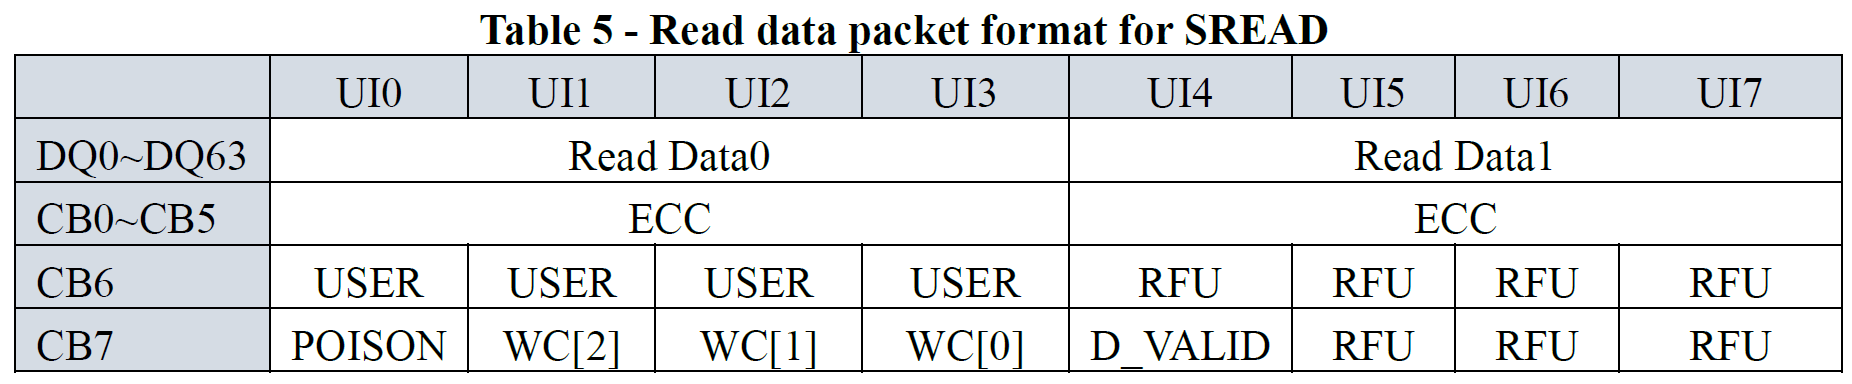 Table 5 - Read data packet format for SREAD
UI0 UI1 UI2 UI3 UI4 UI5 UI6 UI7
DQ0~DQ63 Read Data0 Read Data1
CB0~CB5 ECC ECC
CB6 USER USER USER USER RFU RFU RFU RFU
CB7 POISON WC[2] WC[1] WC[0] D_VALID RFU RFU RFU